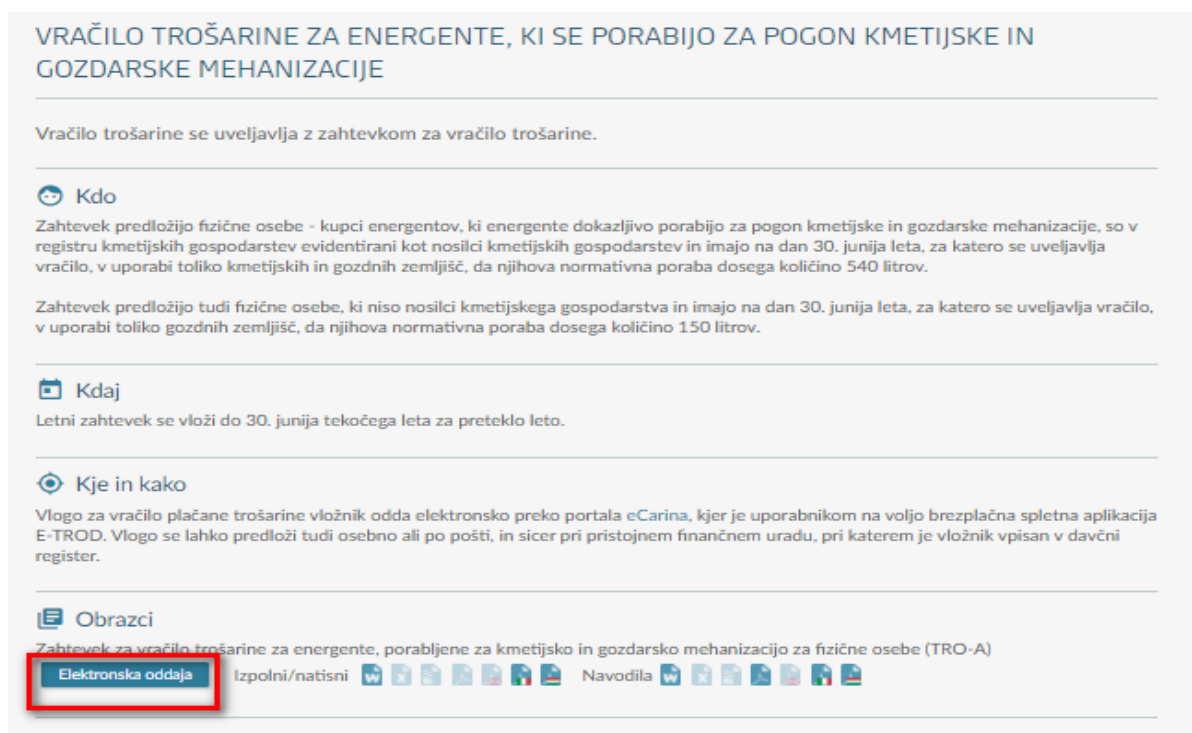 VRAČILO TROŠARINE ZA ENERGENTE, KI SE PORABIJO ZA POGON KMETIJSKE IN
GOZDARSKE MEHANIZACIJE
Vračilo trošarine se uveljavlja z zahtevkom za vračilo trošarine.
Kdo
Zahtevek predložijo fizične osebe - kupci energentov, ki energente dokazljivo porabijo za pogon kmetijske in gozdarske mehanizacije, so v
registru kmetijskih gospodarstev evidentirani kot nosilci kmetijskih gospodarstev in imajo na dan 30. junija leta, za katero se uveljavlja
vračilo, v uporabi toliko kmetijskih in gozdnih zemljišč, da njihova normativna poraba dosega količino 540 litrov.
Zahtevek predložijo tudi fizične osebe, ki niso nosilci kmetijskega gospodarstva in imajo na dan 30. junija leta, za katero se uveljavlja vračilo,
v uporabi toliko gozdnih zemljišč, da njihova normativna poraba dosega količino 150 litrov.
Kdaj
Letni zahtevek se vloži do 30. junija tekočega leta za preteklo leto.
Kje in kako
Vlogo za vračilo plačane trošarine vložnik odda elektronsko preko portala eCarina, kjer je uporabnikom na voljo brezplačna spletna aplikacija
E-TROD. Vlogo se lahko predloži tudi osebno ali po pošti, in sicer pri pristojnem finančnem uradu, pri katerem je vložnik vpisan v davčni
register.
Obrazci
Zahtevek za vračilo trošarine za energente, porabljene za kmetijsko in gozdarsko mehanizacijo za fizične osebe (TRO-A)
Elektronska oddaja Izpolni/natisni Navodila